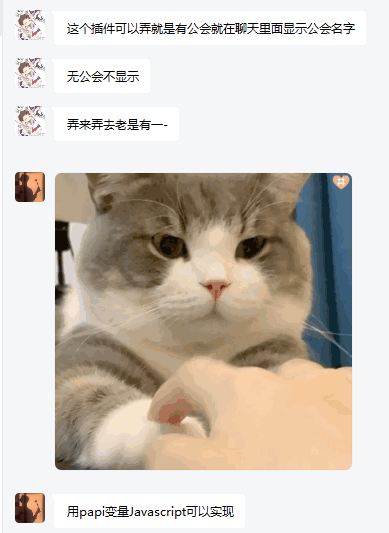 这个插件可以弄就是有公会就在聊天里面显示公会名字
无公会不显示
弄来弄去老是有一-
用papi变量Javascript可以实现